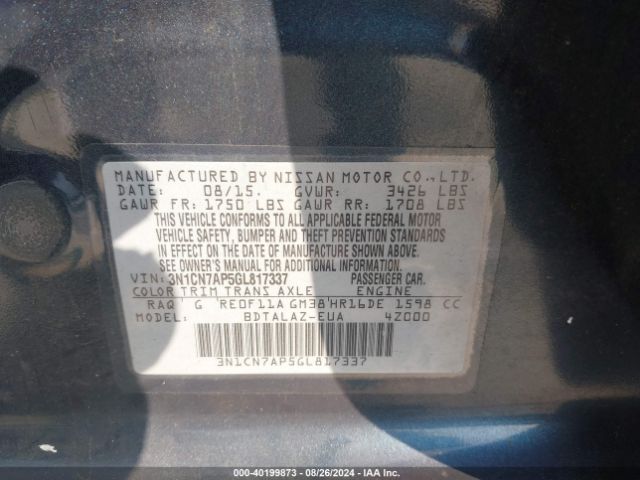 MANUFACTURED BY NISSAN MOTOR CO.,LTD.
DATE: 08/15. GVWR: 3426 LBS
GAWR FR: 1750 LBS GAWR RR: 1708 LBS
THIS VEHICLE CONFORMS TO ALL APPLICABLE FEDERAL MOTOR
VEHICLE SAFETY, BUMPER AND THEFT PREVENTION STANDARDS
IN EFFECT ON THE DATE OF MANUFACTURE SHOWN ABOVE.
SEE OWNER'S MANUAL FOR ADDITIONAL INFORMATION.
VIN: 3N1CN7AP5GL817337 PASSENGER CAR.
COLOR TRIM TRANS AXLE ENGINE
RAQ G RE0F11A GM38 HR16DE 1598 CC
MODEL: BDTALAZ-EUA 4Z000
3N1CN7AP5GL817337
000-40199873 - 08/26/2024 - IAA Inc.